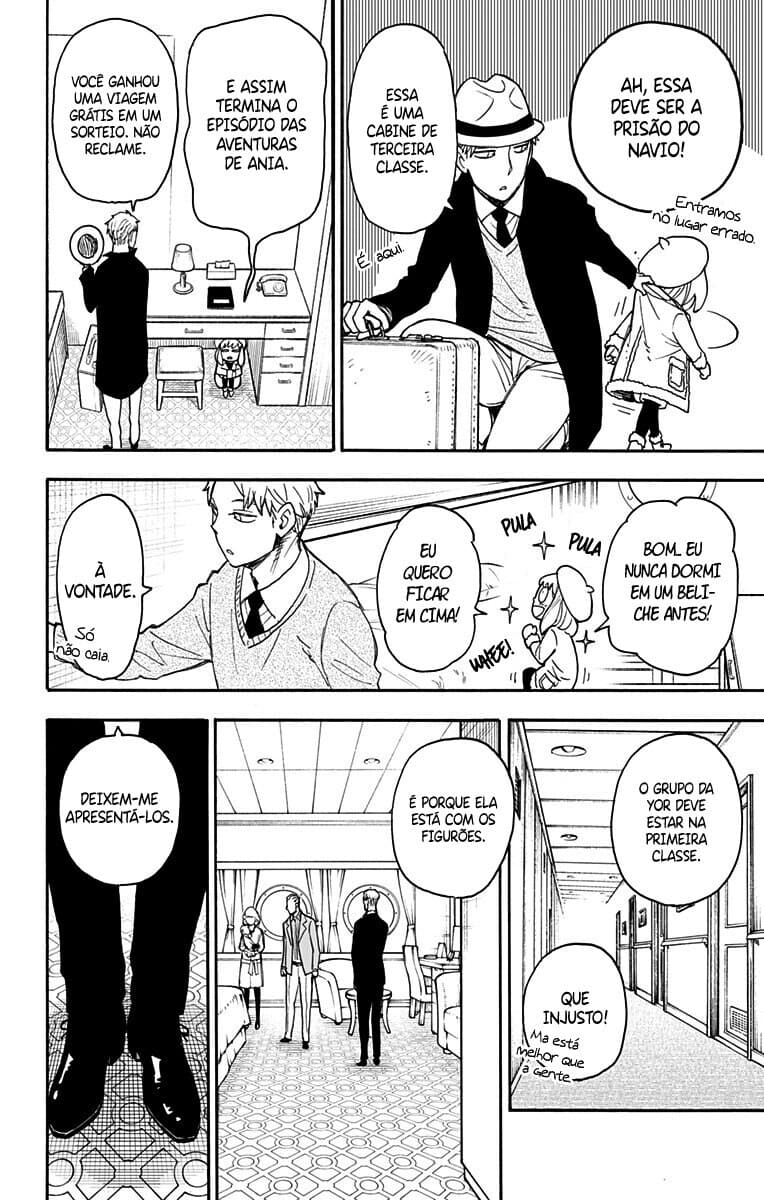 AH, ESSA
DEVE SER A
PRISÃO DO
NAVIO!
Entramos
no lugar errado.
ESSA
É UMA
CABINE DE
TERCEIRA
CLASSE.
É aqui.
E ASSIM
TERMINA O
EPISÓDIO DAS
AVENTURAS
DE ANIA.
VOCÊ GANHOU
UMA VIAGEM
GRÁTIS EM UM
SORTEIO. NÃO
RECLAME.
BOM... EU
NUNCA DORMI
EM UM BELI-
CHE ANTES!
PULA
PULA
UAEEE!
EU
QUERO
FICAR
EM CIMA!
À
VONTADE.
Só
não caia.
O GRUPO DA
YOR DEVE
ESTAR NA
PRIMEIRA
CLASSE.
QUE
INJUSTO!
Ma está
melhor que
a gente.
É PORQUE ELA
ESTÁ COM OS
FIGURÕES.
DEIXEM-ME
APRESENTÁ-LOS.